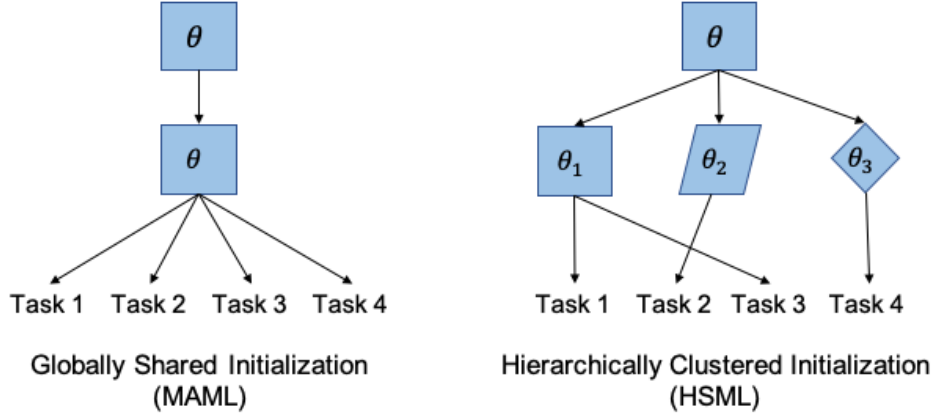 θ
θ
Task 1 Task 2 Task 3 Task 4
Globally Shared Initialization
(MAML)
θ
θ₁ θ₂ θ₃
Task 1 Task 2 Task 3 Task 4
Hierarchically Clustered Initialization
(HSML)